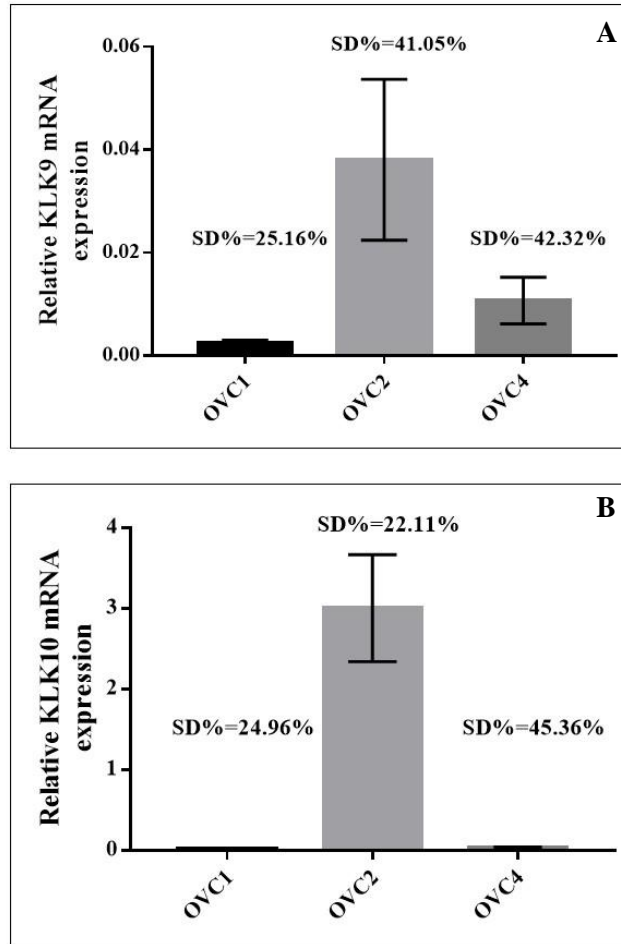 A
Relative KLK9 mRNA
expression
0.06
0.04
0.02
0.00
SD%=25.16%
SD%=41.05%
SD%=42.32%
OVC1
OVC2
OVC4
B
Relative KLK10 mRNA
expression
4
3
2
1
0
SD%=24.96%
SD%=22.11%
SD%=45.36%
OVC1
OVC2
OVC4